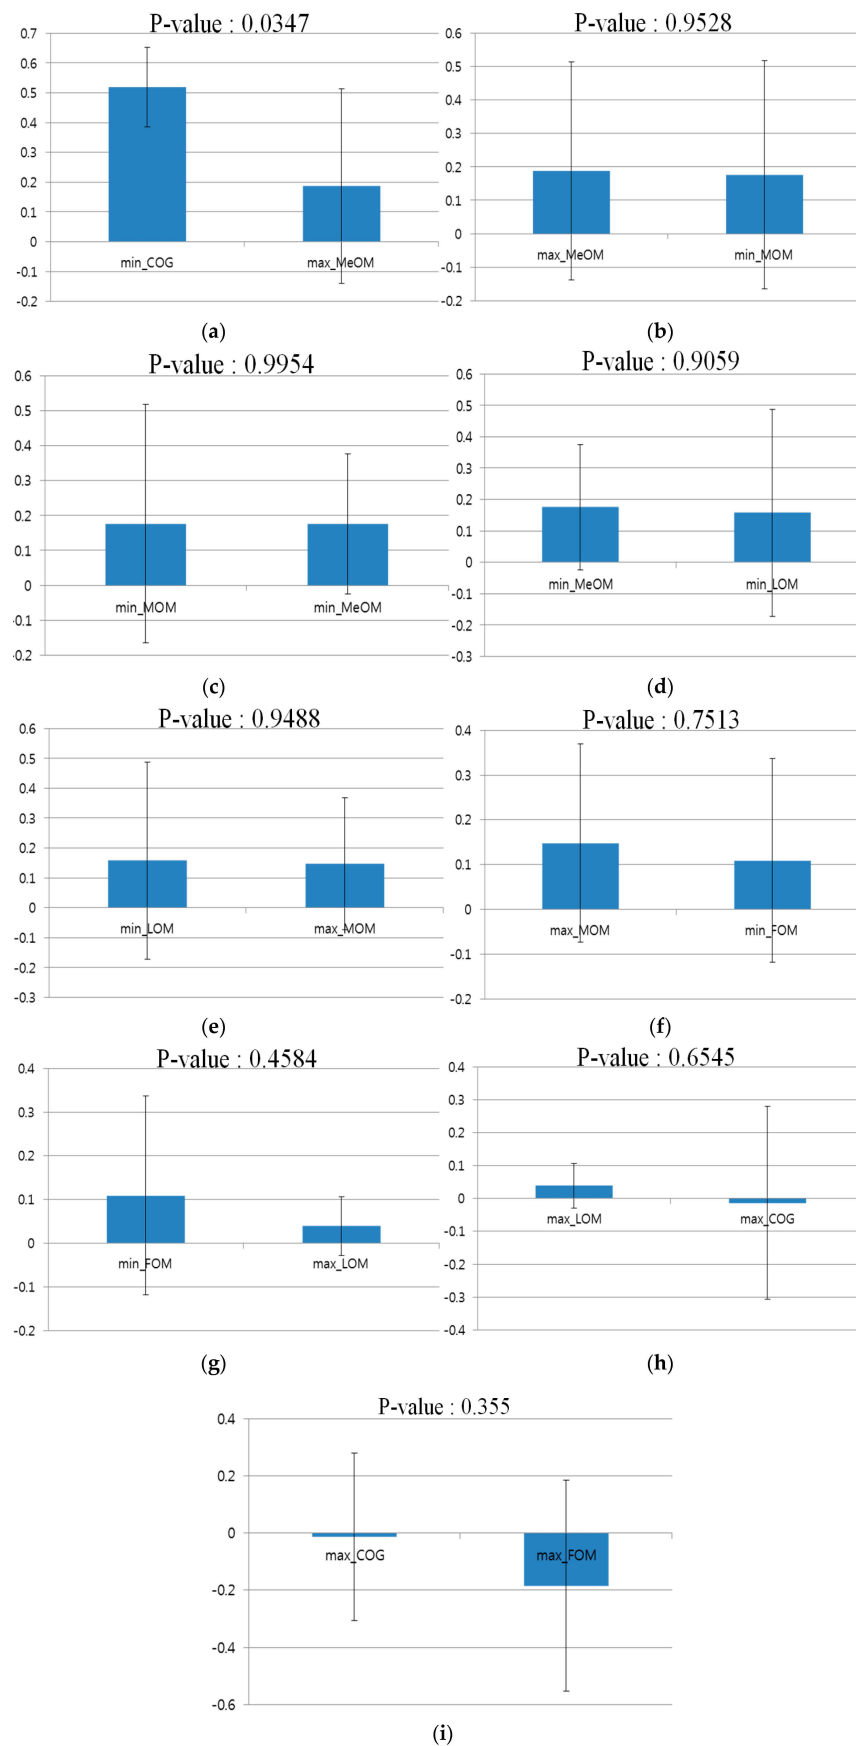 P-value : 0.0347
0.7
0.6
0.5
0.4
0.3
0.2
0.1
0
-0.1
-0.2
min_COG
max_MeOM
(a)
P-value : 0.9528
0.6
0.5
0.4
0.3
0.2
0.1
0
-0.1
-0.2
max_MeOM
min_MOM
(b)
P-value : 0.9954
0.6
0.5
0.4
0.3
0.2
0.1
0
-0.1
-0.2
min_MOM
min_MeOM
(c)
P-value : 0.9059
0.6
0.5
0.4
0.3
0.2
0.1
0
-0.1
-0.2
-0.3
min_MeOM
min_LOM
(d)
P-value : 0.9488
0.6
0.5
0.4
0.3
0.2
0.1
0
-0.1
-0.2
-0.3
min_LOM
max_MOM
(e)
P-value : 0.7513
0.4
0.3
0.2
0.1
0
-0.1
-0.2
max_MOM
min_FOM
(f)
P-value : 0.4584
0.4
0.3
0.2
0.1
0
-0.1
-0.2
min_FOM
max_LOM
(g)
P-value : 0.6545
0.4
0.3
0.2
0.1
0
-0.1
-0.2
-0.3
-0.4
max_LOM
max_COG
(h)
P-value : 0.355
0.4
0.2
0
-0.2
-0.4
-0.6
max_COG
max_FOM
(i)